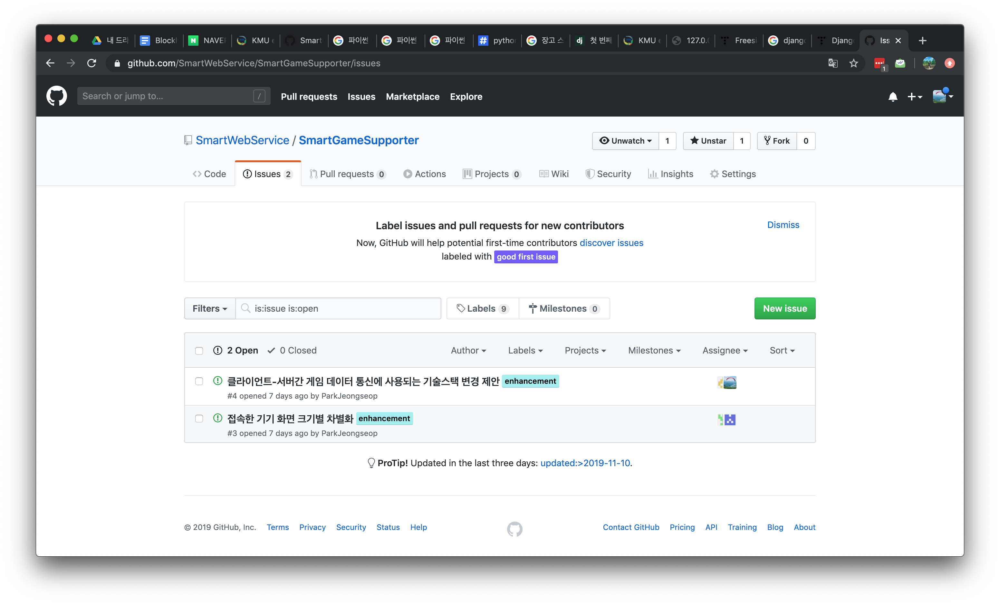 내 드라
Block
NAVER
KMU e
Smart
파이썬
파이썬
파이썬
python
장고 스
첫 번째
KMU e
127.0.0
Freesi
django
Django
Iss
github.com/SmartWebService/SmartGameSupporter/issues
1
Search or jump to...
/
Pull requests
Issues
Marketplace
Explore
SmartWebService / SmartGameSupporter
Unwatch 1
Unstar 1
Fork 0
Code
Issues 2
Pull requests 0
Actions
Projects 0
Wiki
Security
Insights
Settings
Label issues and pull requests for new contributors
Dismiss
Now, GitHub will help potential first-time contributors discover issues
labeled with good first issue
Filters
is:issue is:open
Labels 9
Milestones 0
New issue
2 Open
0 Closed
Author
Labels
Projects
Milestones
Assignee
Sort
클라이언트-서버간 게임 데이터 통신에 사용되는 기술스택 변경 제안 enhancement
#4 opened 7 days ago by ParkJeongseop
접속한 기기 화면 크기별 차별화 enhancement
#3 opened 7 days ago by ParkJeongseop
ProTip! Updated in the last three days: updated:>2019-11-10.
© 2019 GitHub, Inc.
Terms
Privacy
Security
Status
Help
Contact GitHub
Pricing
API
Training
Blog
About